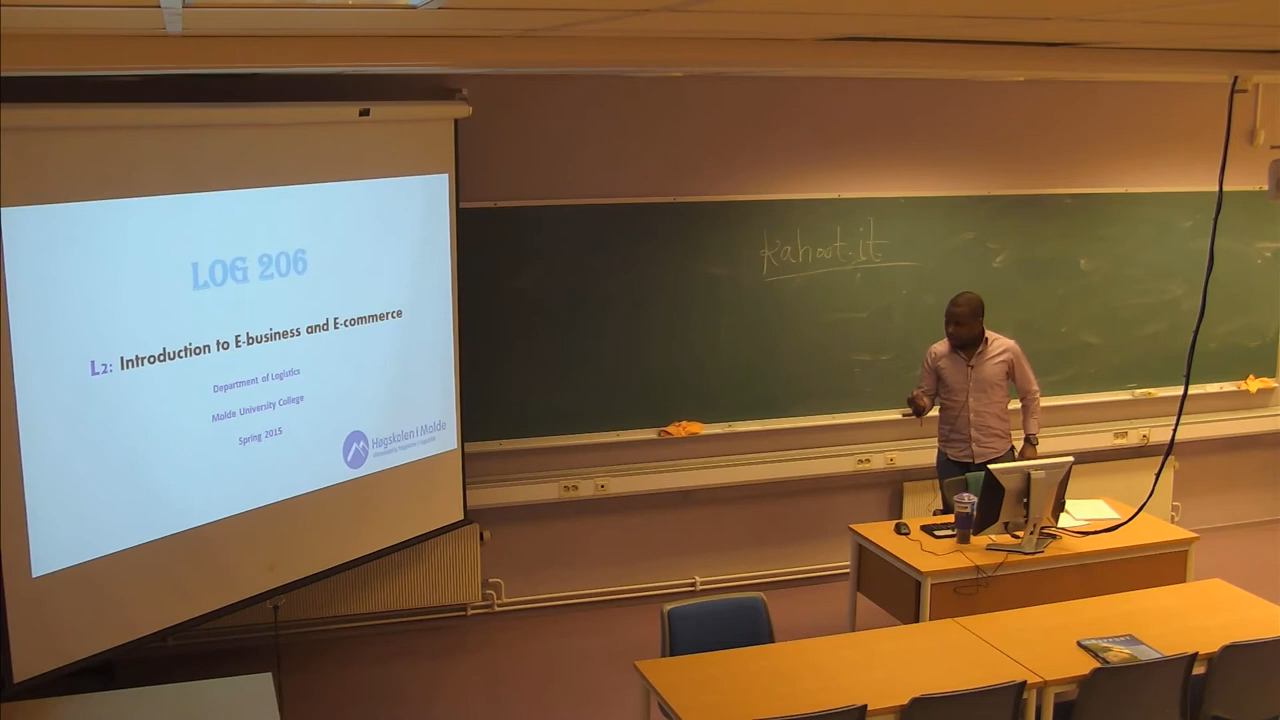 LOG 206
L2: Introduction to E-business and E-commerce
Department of Logistics
Molde University College
Spring 2015
Høgskolen i Molde
kahoot.it